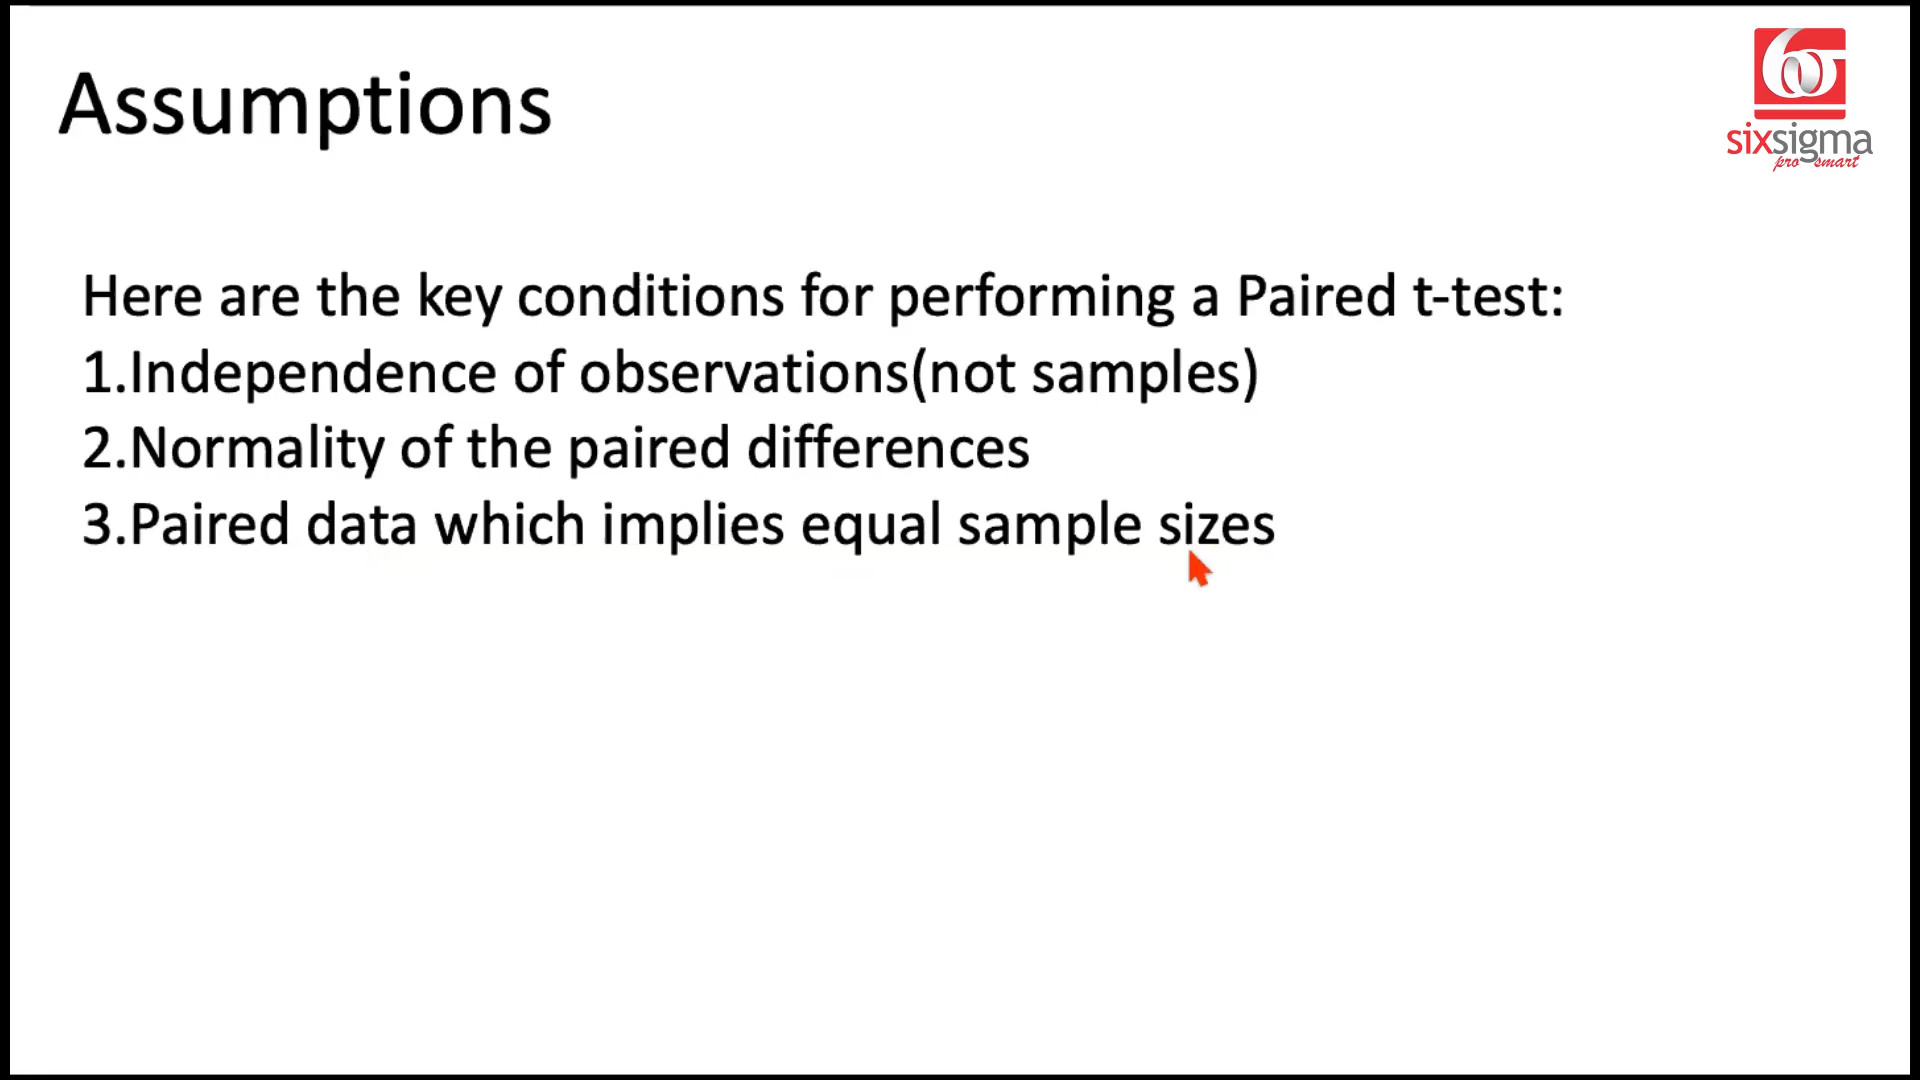 Assumptions
6σ
sixsigma
pro smart
Here are the key conditions for performing a Paired t-test:
1.Independence of observations(not samples)
2.Normality of the paired differences
3.Paired data which implies equal sample sizes